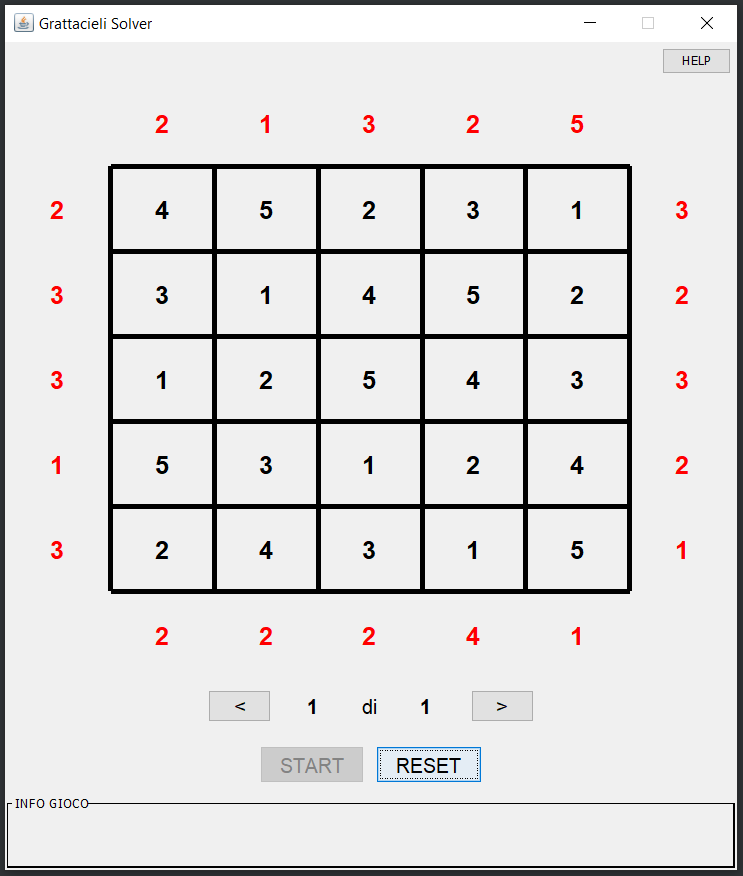 Grattacieli Solver
HELP
2 1 3 2 5
2 4 5 2 3 1 3
3 3 1 4 5 2 2
3 1 2 5 4 3 3
1 5 3 1 2 4 2
3 2 4 3 1 5 1
2 2 2 4 1
< 1 di 1 >
START RESET
INFO GIOCO